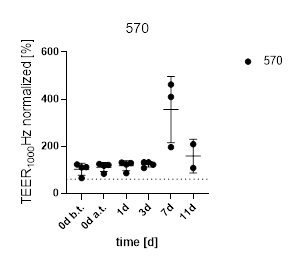 570
TEER1000Hz normalized [%]
600
400
200
0
570
0d b.t.
0d a.t.
1d
3d
7d
11d
time [d]